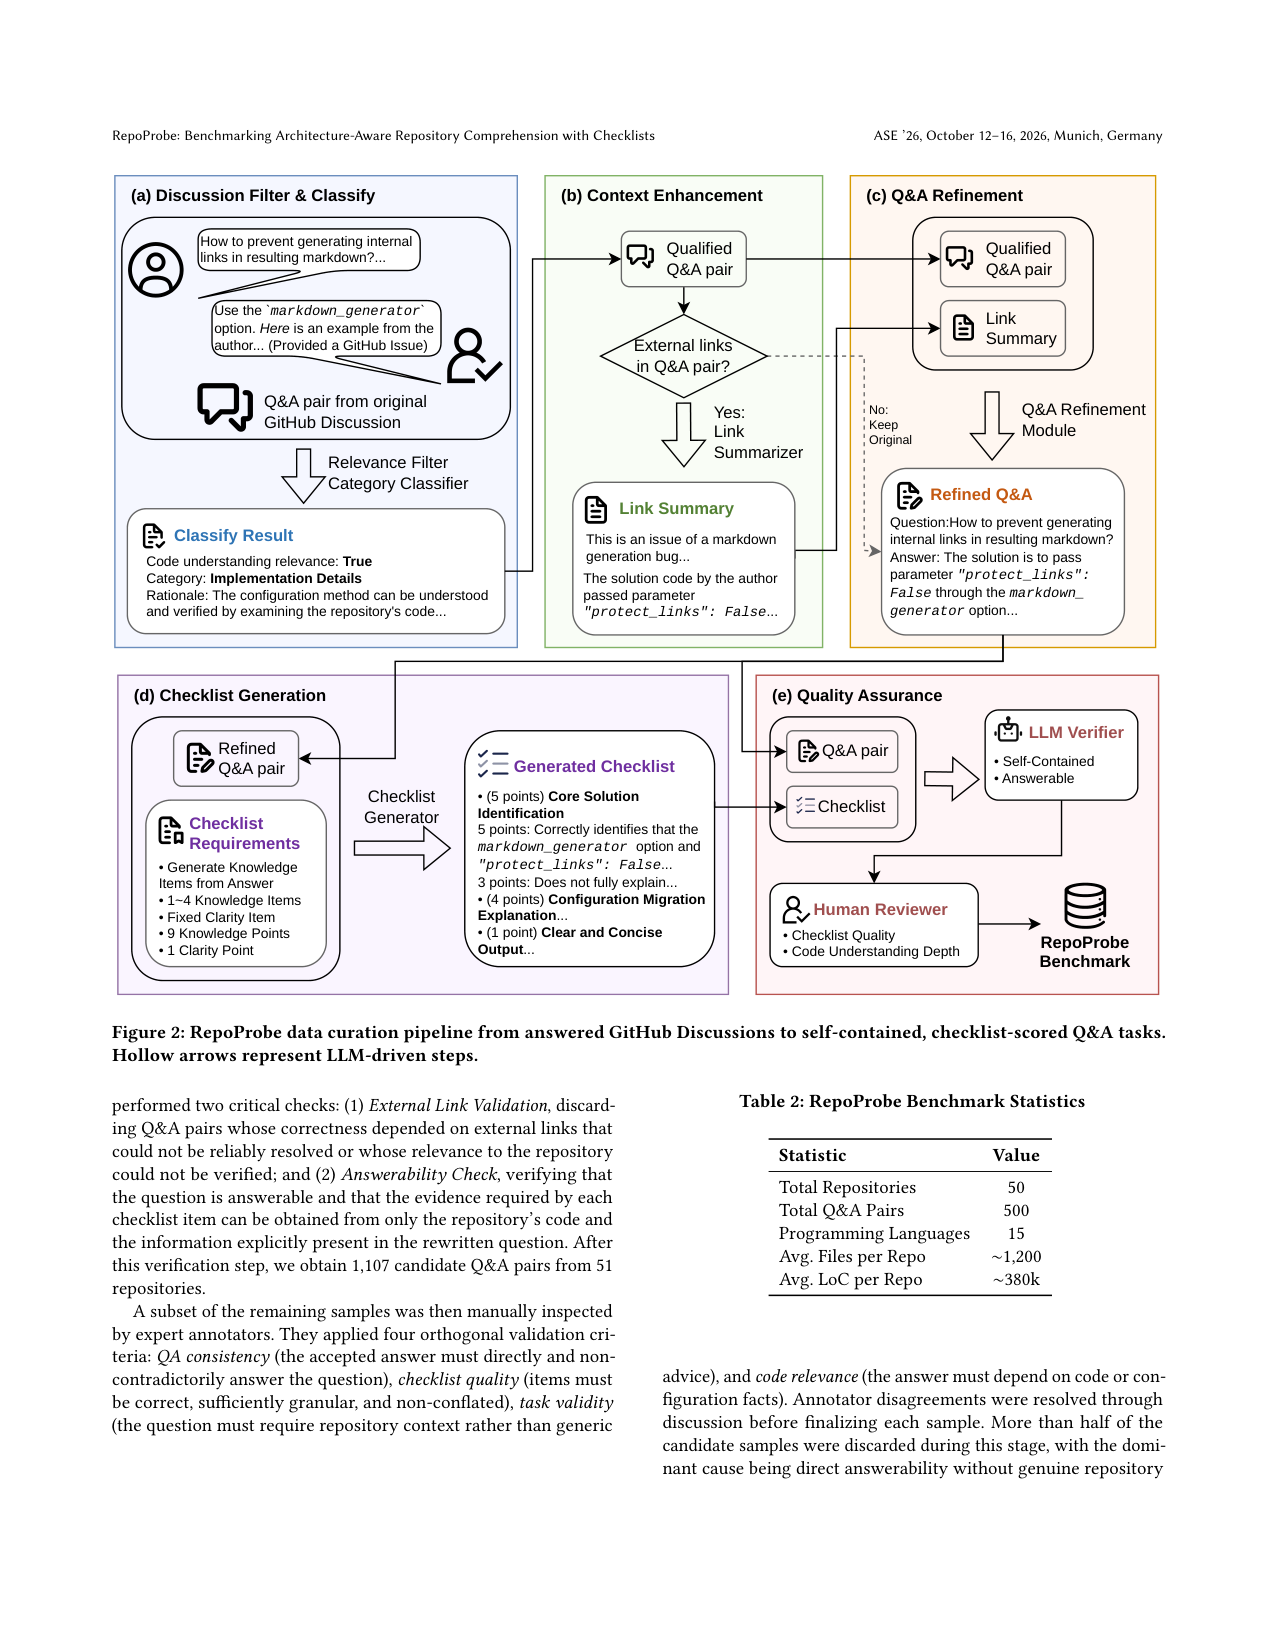 RepoProbe: Benchmarking Architecture-Aware Repository Comprehension with Checklists
ASE ’26, October 12–16, 2026, Munich, Germany
(a) Discussion Filter & Classify
How to prevent generating internal
links in resulting markdown?...
Use the `markdown_generator`
option. Here is an example from the
author... (Provided a GitHub Issue)
Q&A pair from original
GitHub Discussion
Relevance Filter
Category Classifier
Classify Result
Code understanding relevance: True
Category: Implementation Details
Rationale: The configuration method can be understood
and verified by examining the repository's code...
(b) Context Enhancement
Qualified
Q&A pair
External links
in Q&A pair?
Yes:
Link
Summarizer
No:
Keep
Original
Link Summary
This is an issue of a markdown
generation bug...
The solution code by the author
passed parameter
"protect_links": False...
(c) Q&A Refinement
Qualified
Q&A pair
Link
Summary
Q&A Refinement
Module
Refined Q&A
Question:How to prevent generating
internal links in resulting markdown?
Answer: The solution is to pass
parameter "protect_links":
False through the markdown_
generator option...
(d) Checklist Generation
Refined
Q&A pair
Checklist
Requirements
• Generate Knowledge
Items from Answer
• 1~4 Knowledge Items
• Fixed Clarity Item
• 9 Knowledge Points
• 1 Clarity Point
Checklist
Generator
Generated Checklist
• (5 points) Core Solution
Identification
5 points: Correctly identifies that the
markdown_generator option and
"protect_links": False...
3 points: Does not fully explain...
• (4 points) Configuration Migration
Explanation...
• (1 point) Clear and Concise
Output...
(e) Quality Assurance
Q&A pair
Checklist
LLM Verifier
• Self-Contained
• Answerable
Human Reviewer
• Checklist Quality
• Code Understanding Depth
RepoProbe
Benchmark
Figure 2: RepoProbe data curation pipeline from answered GitHub Discussions to self-contained, checklist-scored Q&A tasks.
Hollow arrows represent LLM-driven steps.
performed two critical checks: (1) External Link Validation, discard-
ing Q&A pairs whose correctness depended on external links that
could not be reliably resolved or whose relevance to the repository
could not be verified; and (2) Answerability Check, verifying that
the question is answerable and that the evidence required by each
checklist item can be obtained from only the repository’s code and
the information explicitly present in the rewritten question. After
this verification step, we obtain 1,107 candidate Q&A pairs from 51
repositories.
A subset of the remaining samples was then manually inspected
by expert annotators. They applied four orthogonal validation cri-
teria: QA consistency (the accepted answer must directly and non-
contradictorily answer the question), checklist quality (items must
be correct, sufficiently granular, and non-conflated), task validity
(the question must require repository context rather than generic
Table 2: RepoProbe Benchmark Statistics
Statistic Value
Total Repositories 50
Total Q&A Pairs 500
Programming Languages 15
Avg. Files per Repo ~1,200
Avg. LoC per Repo ~380k
advice), and code relevance (the answer must depend on code or con-
figuration facts). Annotator disagreements were resolved through
discussion before finalizing each sample. More than half of the
candidate samples were discarded during this stage, with the domi-
nant cause being direct answerability without genuine repository